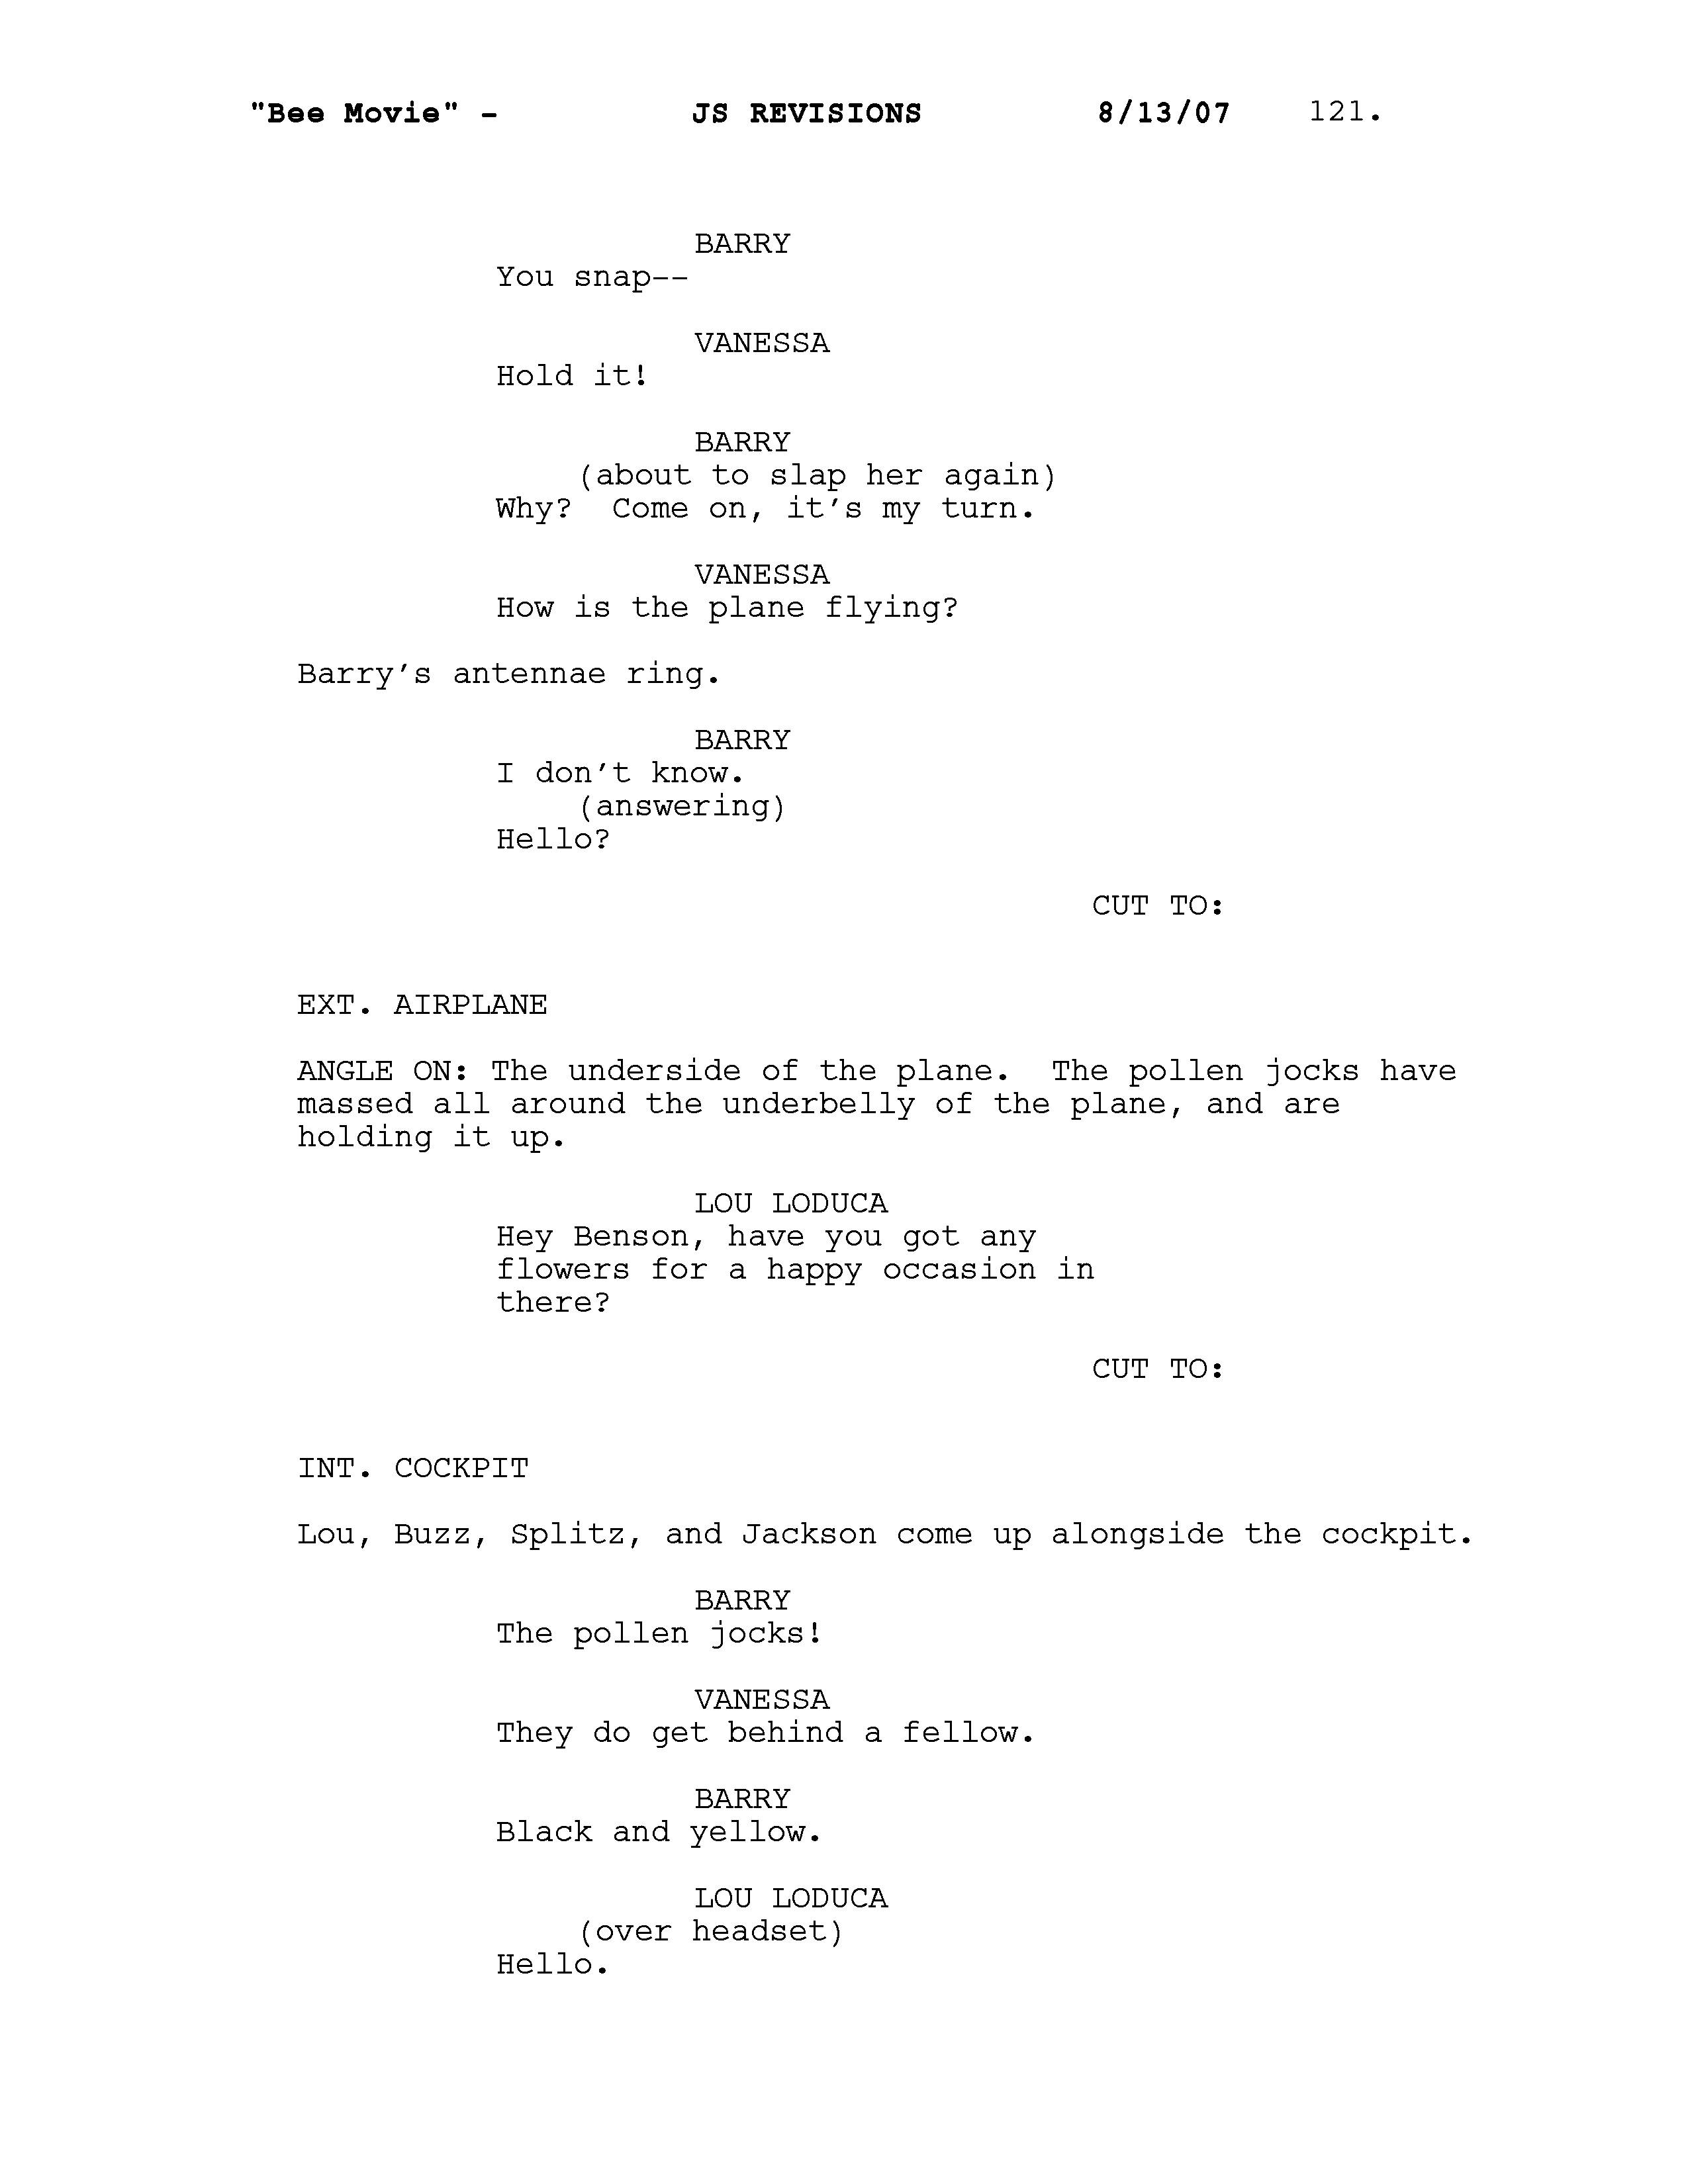 "Bee Movie" - JS REVISIONS 8/13/07 121.
BARRY
You snap--
VANESSA
Hold it!
BARRY
(about to slap her again)
Why?  Come on, it's my turn.
VANESSA
How is the plane flying?
Barry's antennae ring.
BARRY
I don't know.
(answering)
Hello?
CUT TO:
EXT. AIRPLANE
ANGLE ON: The underside of the plane.  The pollen jocks have
massed all around the underbelly of the plane, and are
holding it up.
LOU LODUCA
Hey Benson, have you got any
flowers for a happy occasion in
there?
CUT TO:
INT. COCKPIT
Lou, Buzz, Splitz, and Jackson come up alongside the cockpit.
BARRY
The pollen jocks!
VANESSA
They do get behind a fellow.
BARRY
Black and yellow.
LOU LODUCA
(over headset)
Hello.